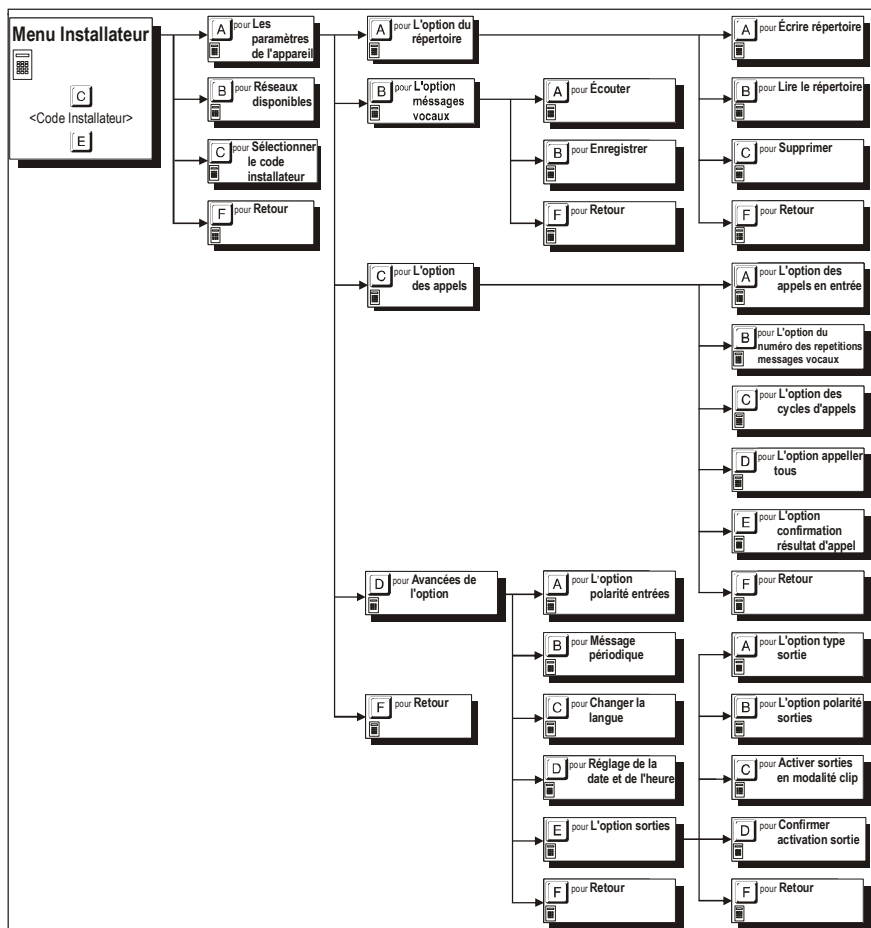 Menu Installateur
C
<Code Installateur>
E
A pour Les
paramètres
de l'appareil
B pour Réseaux
disponibles
C pour Sélectionner
le code
installateur
F pour Retour
A pour L'option du
répertoire
B pour L'option
méssages
vocaux
C pour L'option
des appels
D pour Avancées de
l'option
F pour Retour
A pour Écouter
B pour Enregistrer
F pour Retour
A pour L'option
polarité entrées
B pour Méssage
périodique
C pour Changer la
langue
D pour Réglage de la
date et de l'heure
E pour L'option sorties
F pour Retour
A pour Écrire répertoire
B pour Lire le répertoire
C pour Supprimer
F pour Retour
A pour L'option des
appels en entrée
B pour L'option du
numéro des repetitions
messages vocaux
C pour L'option des
cycles d'appels
D pour L'option appeller
tous
E pour L'option
confirmation
résultat d'appel
F pour Retour
A pour L'option type
sortie
B pour L'option polarité
sorties
C pour Activer sorties
en modalité clip
D pour Confirmer
activation sortie
F pour Retour